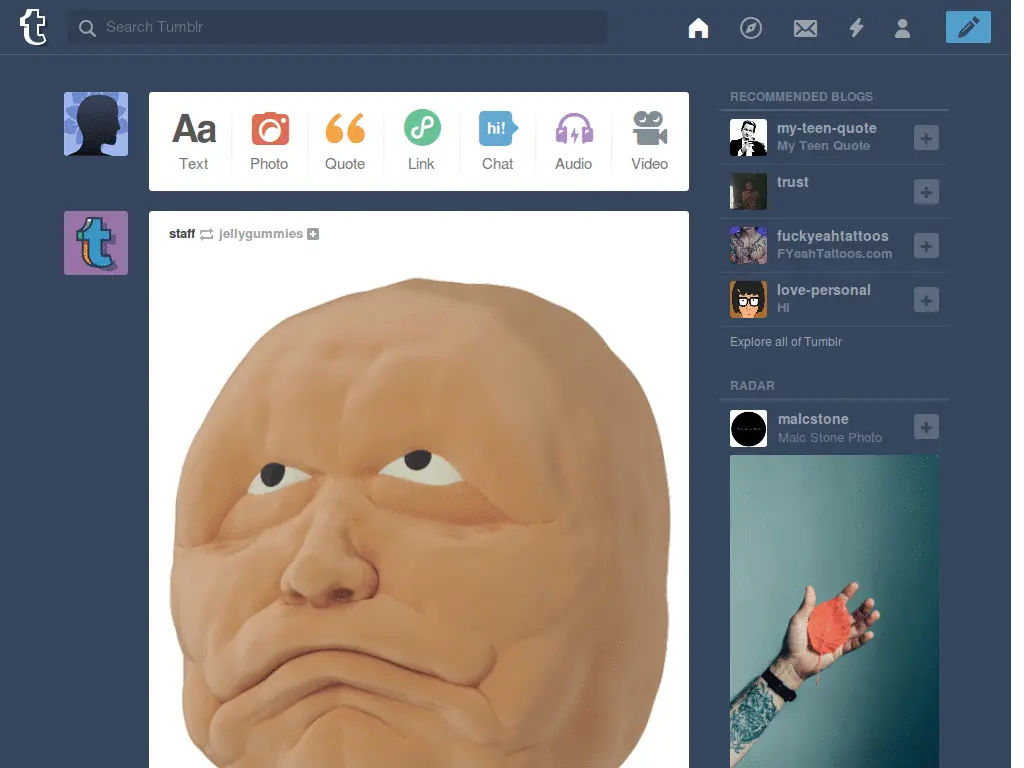 Search Tumblr
Aa
Text
Photo
Quote
Link
hi!
Chat
Audio
Video
staff jellygummies
RECOMMENDED BLOGS
my-teen-quote
My Teen Quote
trust
fuckyeahtattoos
FYeahTattoos.com
love-personal
HI
Explore all of Tumblr
RADAR
malcstone
Malc Stone Photo